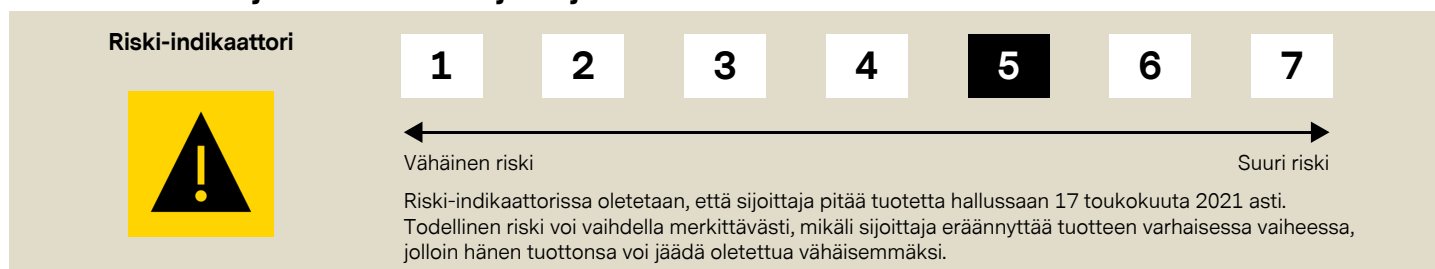 Riski-indikaattori
1 2 3 4 5 6 7
Vähäinen riski Suuri riski
Riski-indikaattorissa oletetaan, että sijoittaja pitää tuotetta hallussaan 17 toukokuuta 2021 asti.
Todellinen riski voi vaihdella merkittävästi, mikäli sijoittaja eräännyttää tuotteen varhaisessa vaiheessa,
jolloin hänen tuottonsa voi jäädä oletettua vähäisemmäksi.